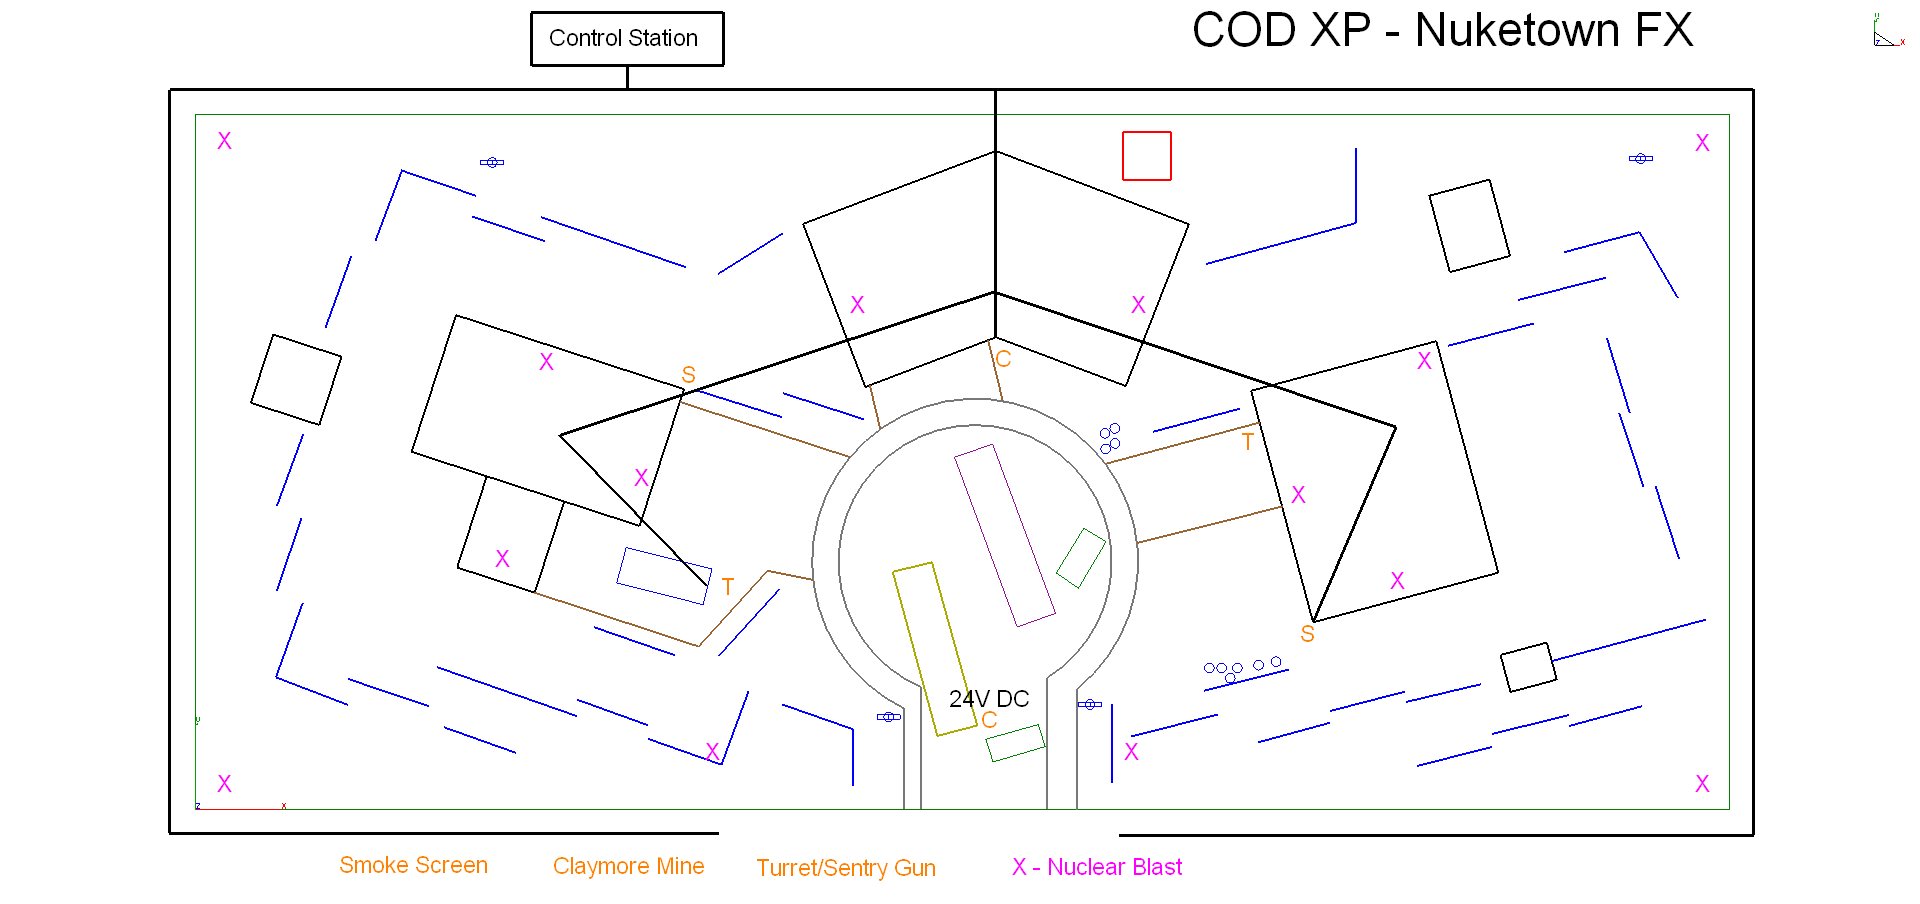 COD XP - Nuketown FX
Control Station
y
z x
X
X
X
X
C
X
X
S
T
X
X
X
T
X
S
24V DC
C
y
X
X
X
X
z x
Smoke Screen
Claymore Mine
Turret/Sentry Gun
X - Nuclear Blast